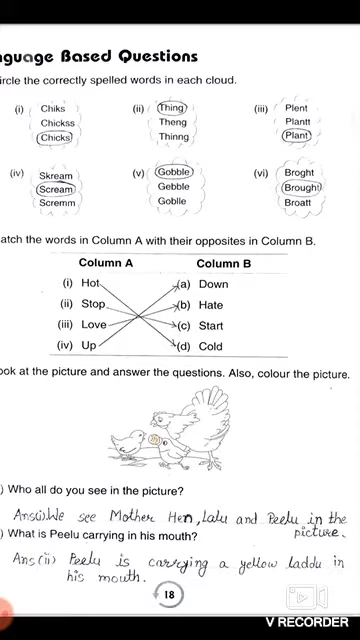 nguage Based Questions
ircle the correctly spelled words in each cloud.
(i) Chiks (ii) Thing (iii) Plent
Chickss Theng Plantt
Chicks Thinng Plant
(iv) Skream (v) Gobble (vi) Broght
Scream Gebble Brought
Scremm Goblle Broatt
atch the words in Column A with their opposites in Column B.
Column A Column B
(i) Hot (a) Down
(ii) Stop (b) Hate
(iii) Love (c) Start
(iv) Up (d) Cold
ook at the picture and answer the questions. Also, colour the picture.
) Who all do you see in the picture?
Ans(i) We see Mother Hen, Lalu and Peelu in the picture.
) What is Peelu carrying in his mouth?
Ans (ii) Peelu is carrying a yellow laddu in
his mouth.
18
V RECORDER